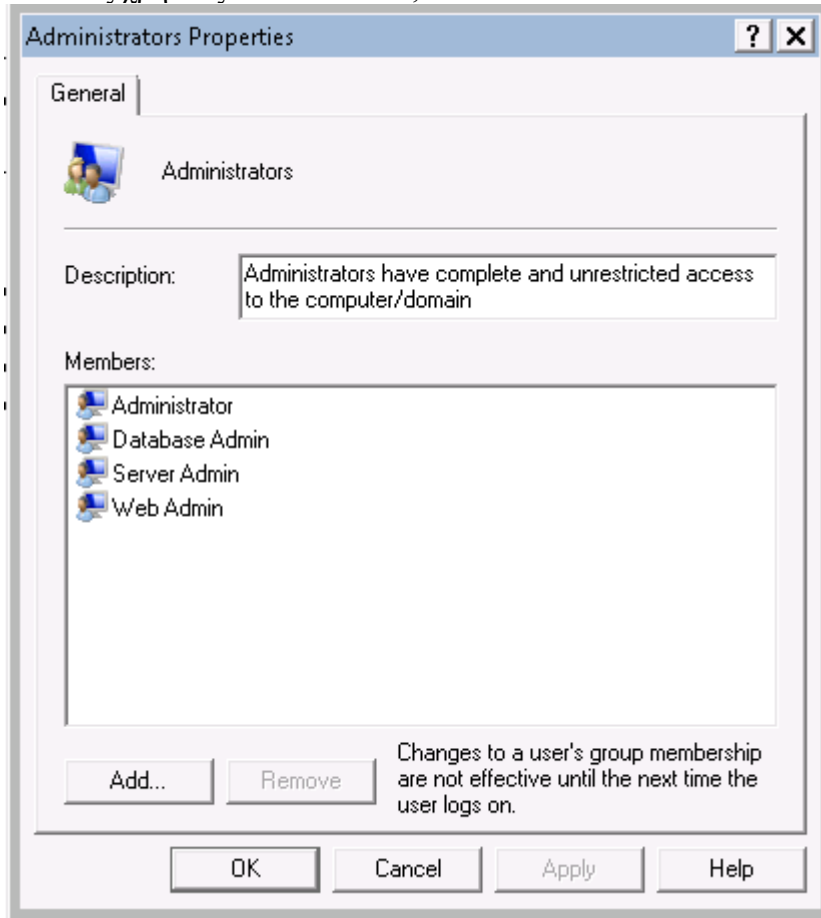 Administrators Properties
? X
General
Administrators
Description:
Administrators have complete and unrestricted access
to the computer/domain
Members:
Administrator
Database Admin
Server Admin
Web Admin
Add...
Remove
Changes to a user's group membership
are not effective until the next time the
user logs on.
OK
Cancel
Apply
Help